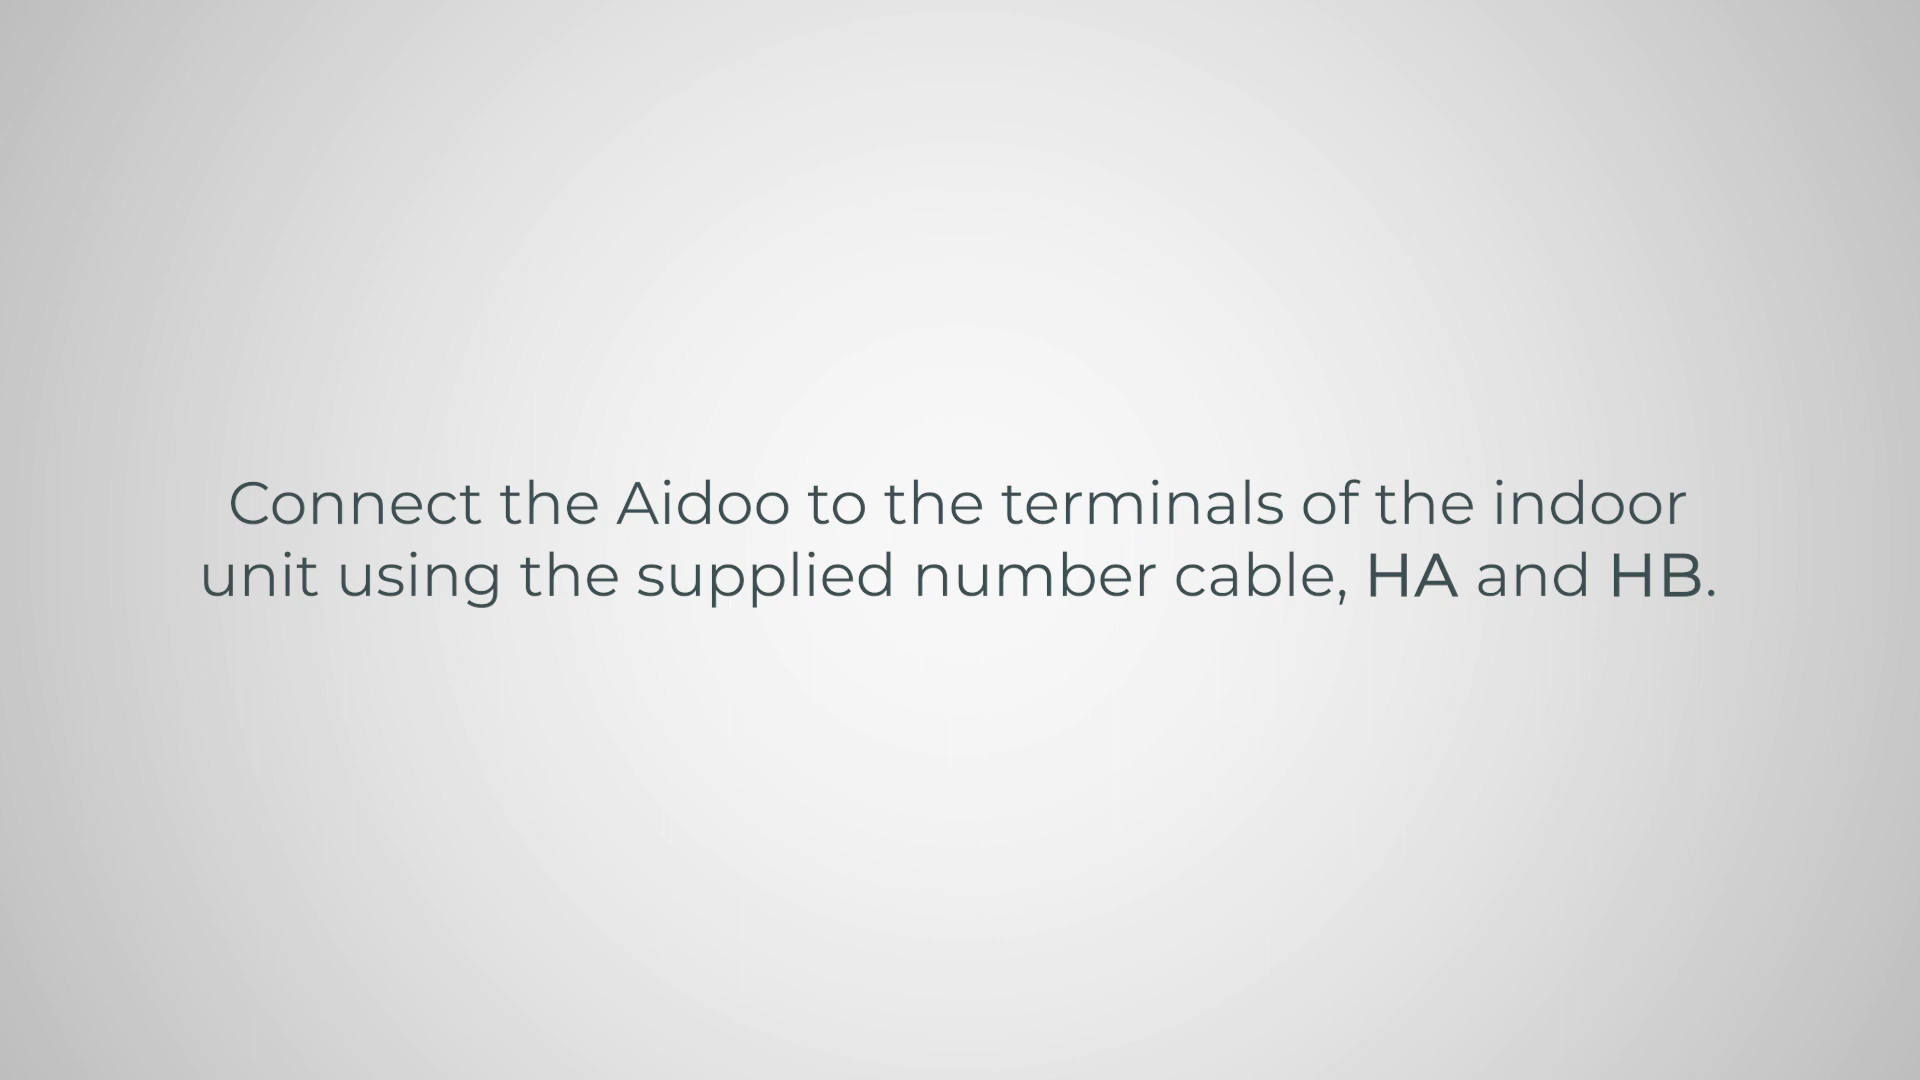 Connect the Aidoo to the terminals of the indoor
unit using the supplied number cable, HA and HB.